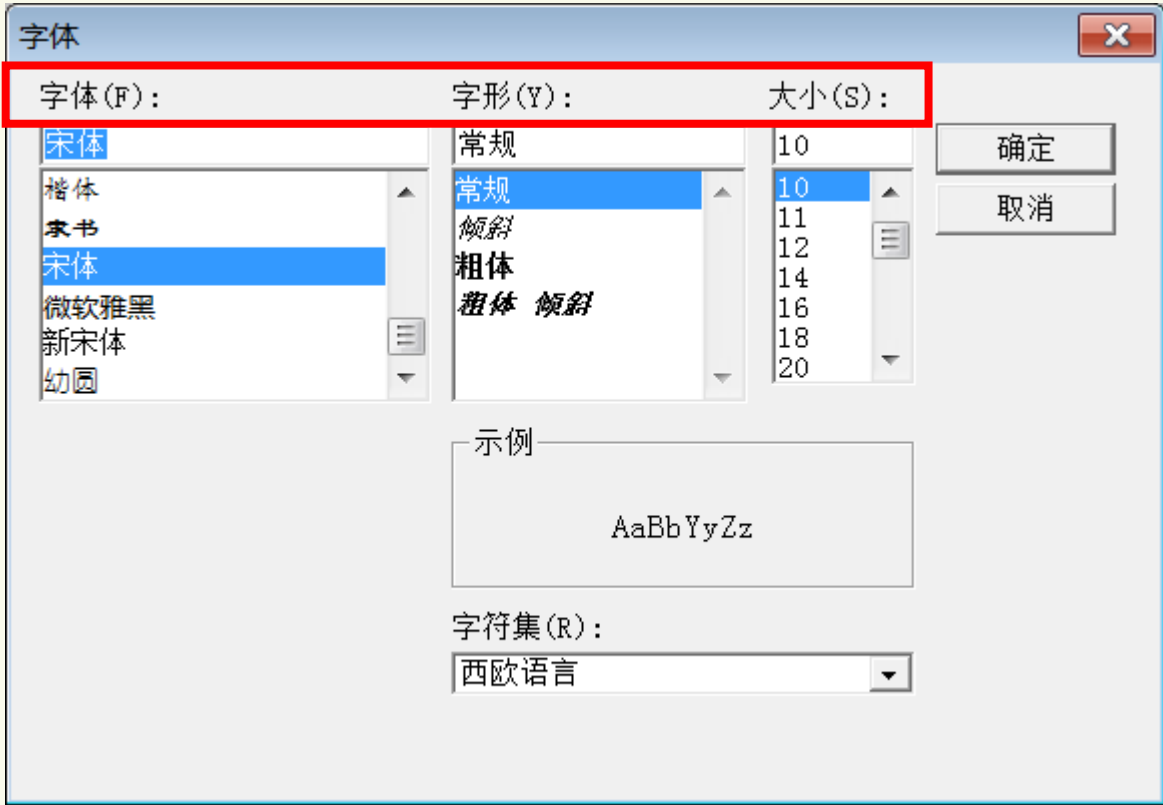 字体
字体(F): 字形(Y): 大小(S):
宋体 常规 10 确定
楷体 常规 10 取消
隶书 倾斜 11
宋体 粗体 12
微软雅黑 粗体 倾斜 14
新宋体 16
幼圆 18
20
示例
AaBbYyZz
字符集(R):
西欧语言